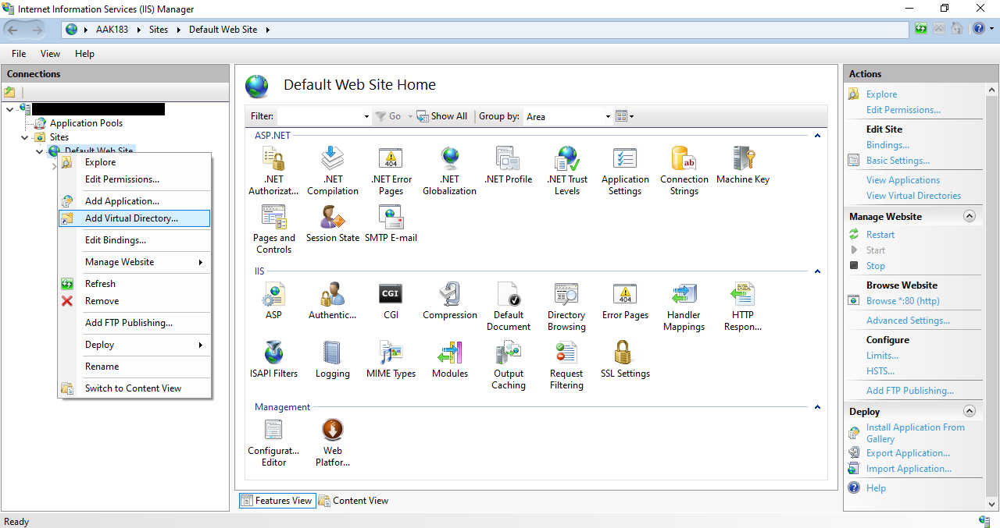 Internet Information Services (IIS) Manager
AAK183 Sites Default Web Site
File View Help
Connections
Application Pools
Sites
Default Web Site
Explore
Edit Permissions...
Add Application...
Add Virtual Directory...
Edit Bindings...
Manage Website
Refresh
Remove
Add FTP Publishing...
Deploy
Rename
Switch to Content View
Default Web Site Home
Filter: Go Show All Group by: Area
ASP.NET
.NET Authorizat...
.NET Compilation
.NET Error Pages
404
.NET Globalization
.NET Profile
.NET Trust Levels
Application Settings
ab
Connection Strings
Machine Key
Pages and Controls
Session State
SMTP E-mail
IIS
ASP
Authentic...
CGI
CGI
Compression
Default Document
Directory Browsing
404
Error Pages
Handler Mappings
HTTP Respon...
ISAPI Filters
Logging
MIME Types
Modules
Output Caching
Request Filtering
SSL Settings
Management
Configurat... Editor
Web Platfor...
Features View Content View
Actions
Explore
Edit Permissions...
Edit Site
Bindings...
Basic Settings...
View Applications
View Virtual Directories
Manage Website
Restart
Start
Stop
Browse Website
Browse *:80 (http)
Advanced Settings...
Configure
Limits...
HSTS...
Add FTP Publishing...
Deploy
Install Application From
Gallery
Export Application...
Import Application...
Help
Ready